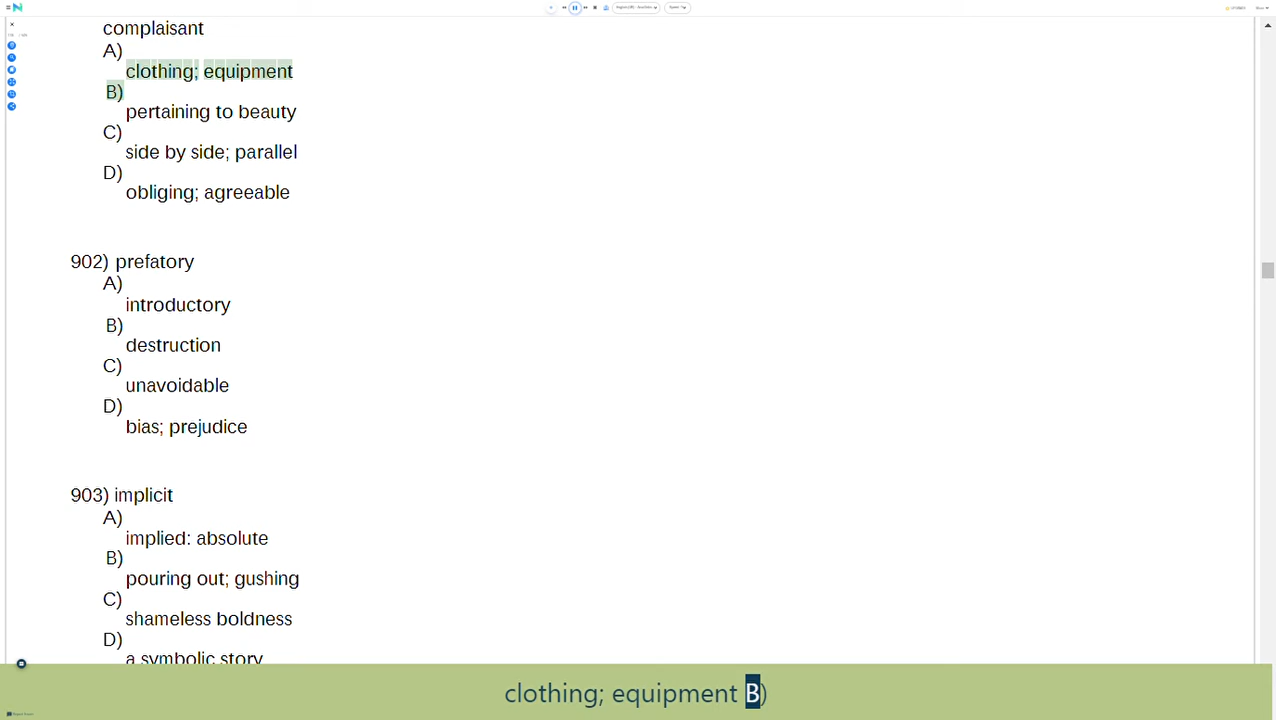 complaisant
A)
clothing; equipment
B)
pertaining to beauty
C)
side by side; parallel
D)
obliging; agreeable
902) prefatory
A)
introductory
B)
destruction
C)
unavoidable
D)
bias; prejudice
903) implicit
A)
implied: absolute
B)
pouring out; gushing
C)
shameless boldness
D)
a symbolic story
clothing; equipment B)